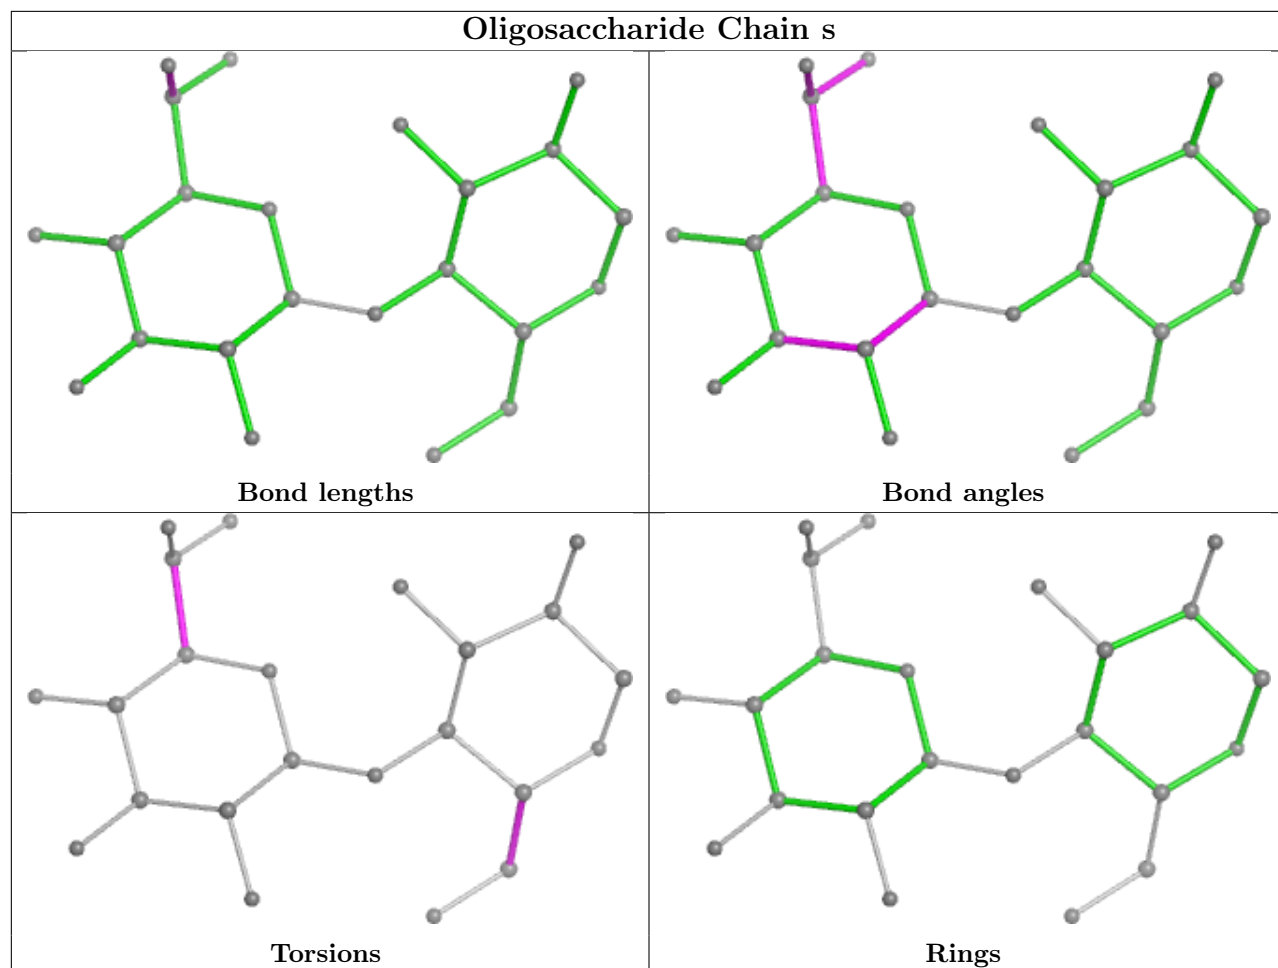 Oligosaccharide Chain s
Bond lengths
Bond angles
Torsions
Rings